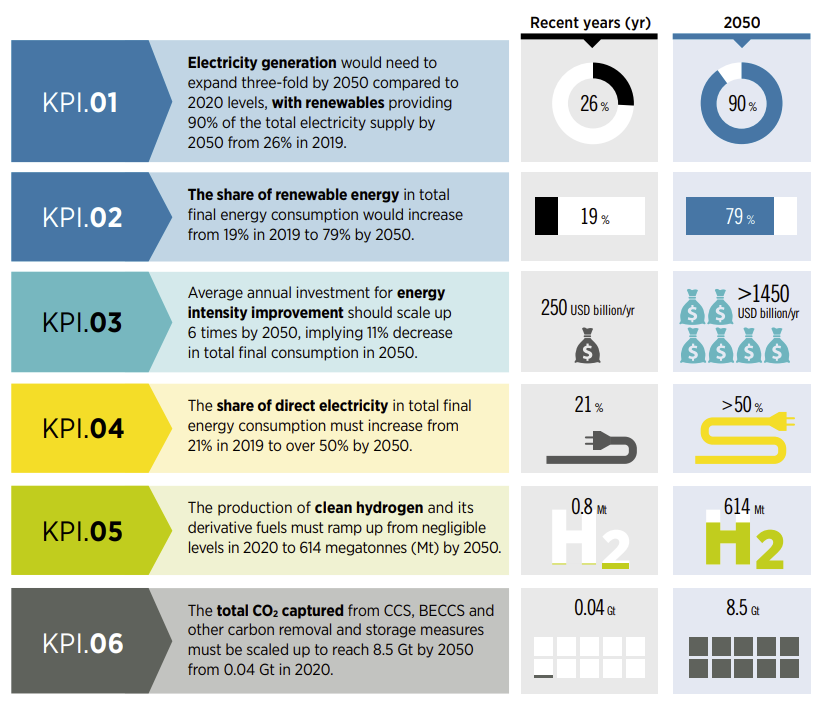 Recent years (yr)
2050
KPI.01
Electricity generation would need to
expand three-fold by 2050 compared to
2020 levels, with renewables providing
90% of the total electricity supply by
2050 from 26% in 2019.
26 %
90 %
KPI.02
The share of renewable energy in total
final energy consumption would increase
from 19% in 2019 to 79% by 2050.
19 %
79 %
KPI.03
Average annual investment for energy
intensity improvement should scale up
6 times by 2050, implying 11% decrease
in total final consumption in 2050.
250 USD billion/yr
$
>1450
USD billion/yr
$ $
$ $ $ $
KPI.04
The share of direct electricity in total final
energy consumption must increase from
21% in 2019 to over 50% by 2050.
21 %
>50 %
KPI.05
The production of clean hydrogen and its
derivative fuels must ramp up from negligible
levels in 2020 to 614 megatonnes (Mt) by 2050.
0.8 Mt
H2
614 Mt
H2
KPI.06
The total CO₂ captured from CCS, BECCS and
other carbon removal and storage measures
must be scaled up to reach 8.5 Gt by 2050
from 0.04 Gt in 2020.
0.04 Gt
8.5 Gt